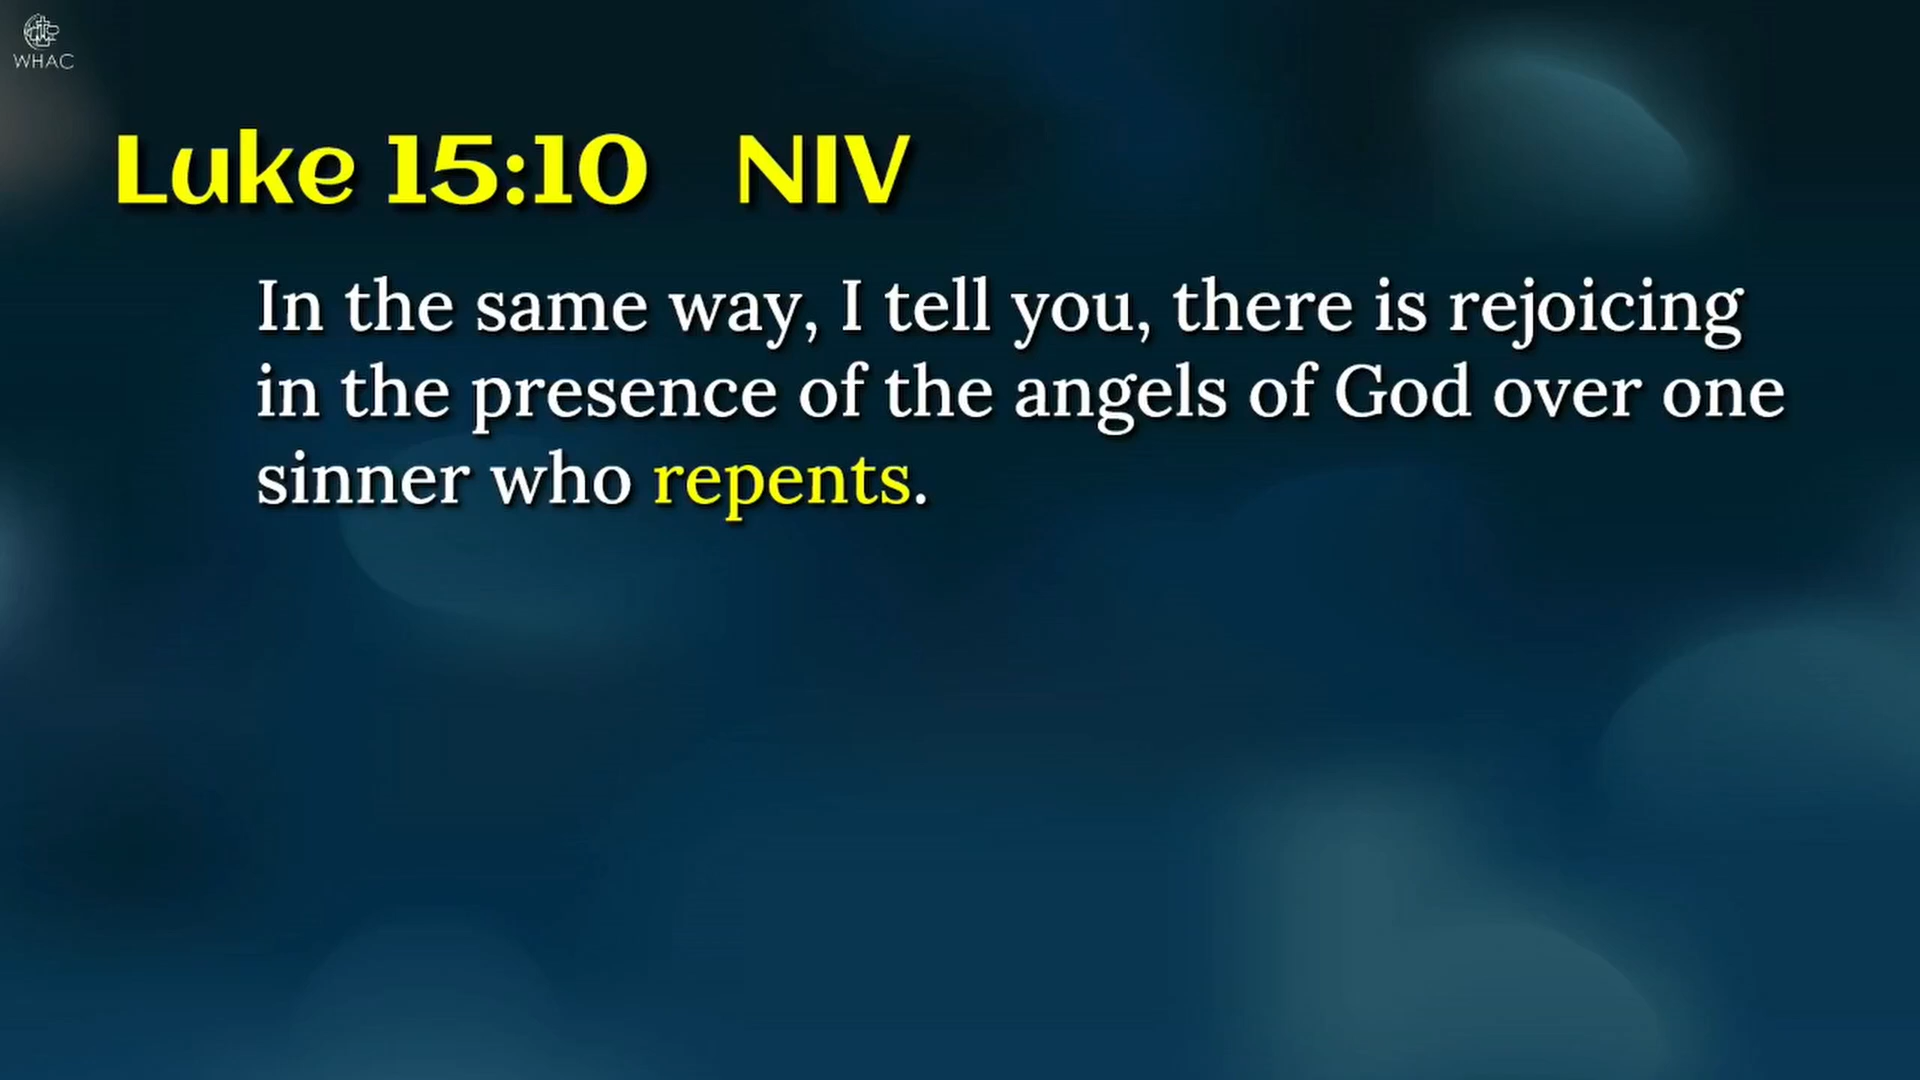 WHAC
Luke 15:10 NIV
In the same way, I tell you, there is rejoicing
in the presence of the angels of God over one
sinner who repents.